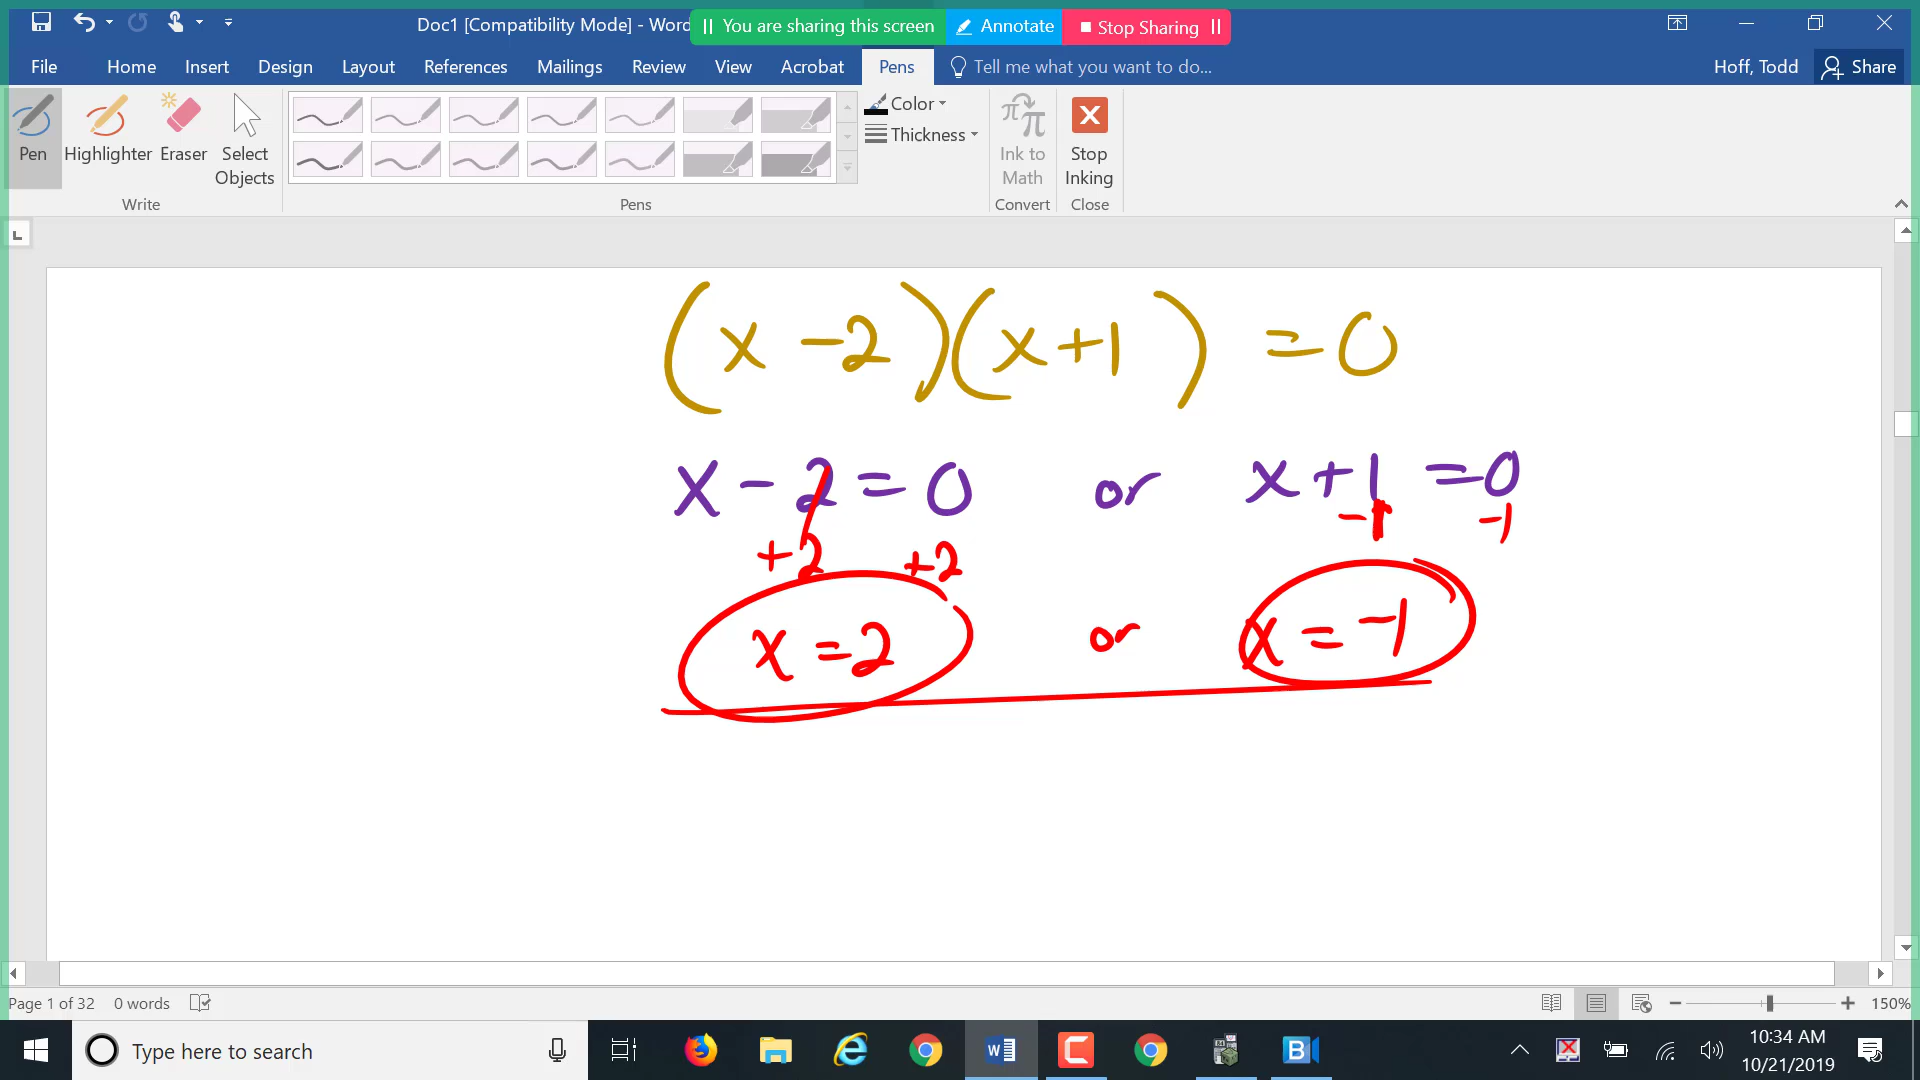 Doc1 [Compatibility Mode] - Word
You are sharing this screen
Annotate
Stop Sharing
File Home Insert Design Layout References Mailings Review View Acrobat Pens Tell me what you want to do...
Hoff, Todd
Share
Pen
Highlighter
Eraser
Select Objects
Write
Pens
Color
Thickness
Ink to Math
Convert
Stop Inking
Close
(x -2)(x+1) =0
x - 2 = 0 or x +1 =0
+2 +2 -1 -1
x =2 or x = -1
Page 1 of 32 0 words
150%
Type here to search
10:34 AM
10/21/2019